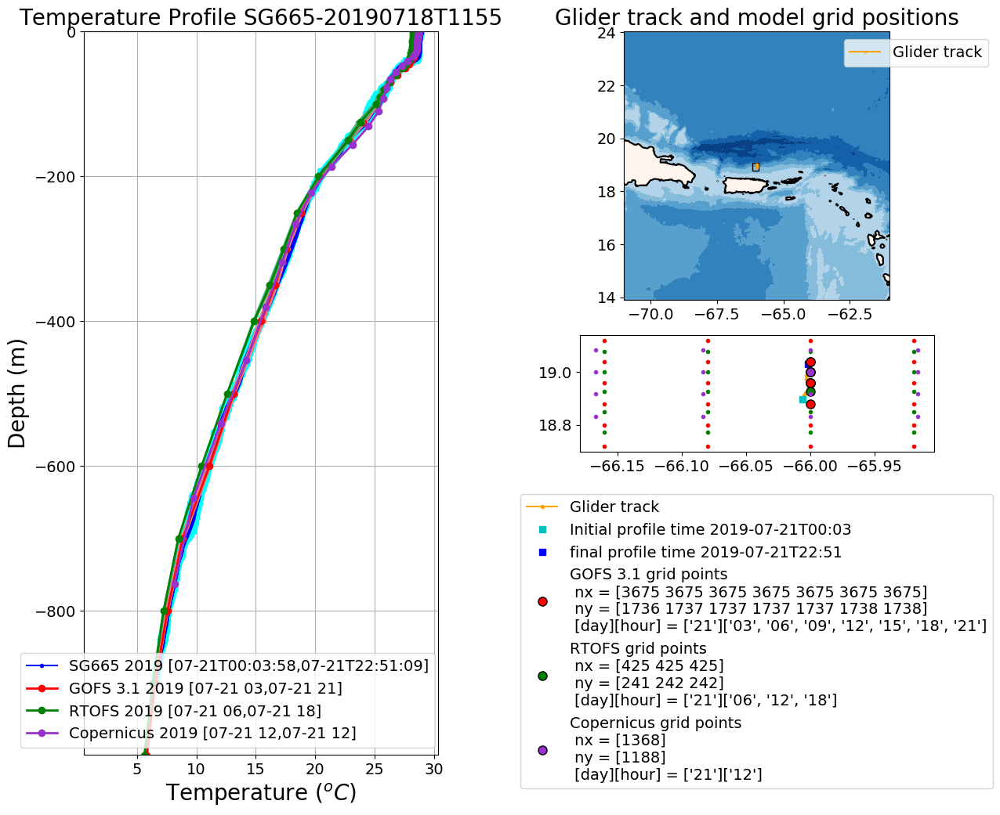 Temperature Profile SG665-20190718T1155
0
−200
−400
−600
−800
Depth (m)
5
10
15
20
25
30
Temperature (°C)
SG665 2019 [07-21T00:03:58,07-21T22:51:09]
GOFS 3.1 2019 [07-21 03,07-21 21]
RTOFS 2019 [07-21 06,07-21 18]
Copernicus 2019 [07-21 12,07-21 12]
Glider track and model grid positions
Glider track
24
22
20
18
16
14
−70.0
−67.5
−65.0
−62.5
19.0
18.8
−66.15
−66.10
−66.05
−66.00
−65.95
Glider track
Initial profile time 2019-07-21T00:03
final profile time 2019-07-21T22:51
GOFS 3.1 grid points
nx = [3675 3675 3675 3675 3675 3675 3675]
ny = [1736 1737 1737 1737 1737 1738 1738]
[day][hour] = ['21']['03', '06', '09', '12', '15', '18', '21']
RTOFS grid points
nx = [425 425 425]
ny = [241 242 242]
[day][hour] = ['21']['06', '12', '18']
Copernicus grid points
nx = [1368]
ny = [1188]
[day][hour] = ['21']['12']